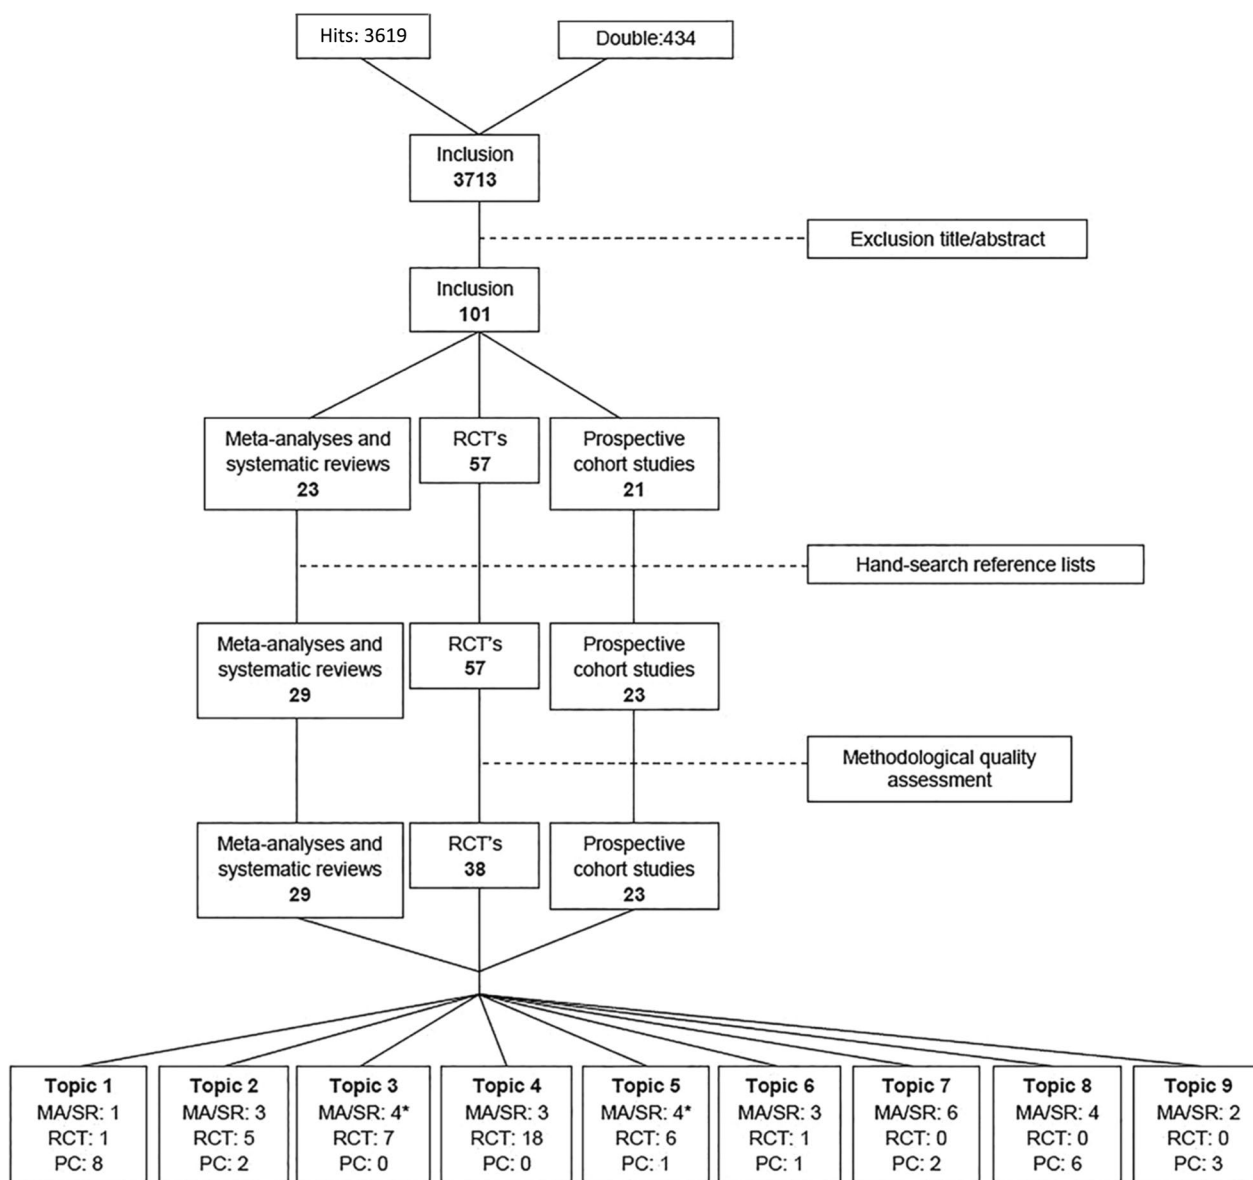 Hits: 3619
Double:434
Inclusion
3713
Exclusion title/abstract
Inclusion
101
Meta-analyses and
systematic reviews
23
RCT's
57
Prospective
cohort studies
21
Hand-search reference lists
Meta-analyses and
systematic reviews
29
RCT's
57
Prospective
cohort studies
23
Methodological quality
assessment
Meta-analyses and
systematic reviews
29
RCT's
38
Prospective
cohort studies
23
Topic 1
MA/SR: 1
RCT: 1
PC: 8
Topic 2
MA/SR: 3
RCT: 5
PC: 2
Topic 3
MA/SR: 4*
RCT: 7
PC: 0
Topic 4
MA/SR: 3
RCT: 18
PC: 0
Topic 5
MA/SR: 4*
RCT: 6
PC: 1
Topic 6
MA/SR: 3
RCT: 1
PC: 1
Topic 7
MA/SR: 6
RCT: 0
PC: 2
Topic 8
MA/SR: 4
RCT: 0
PC: 6
Topic 9
MA/SR: 2
RCT: 0
PC: 3